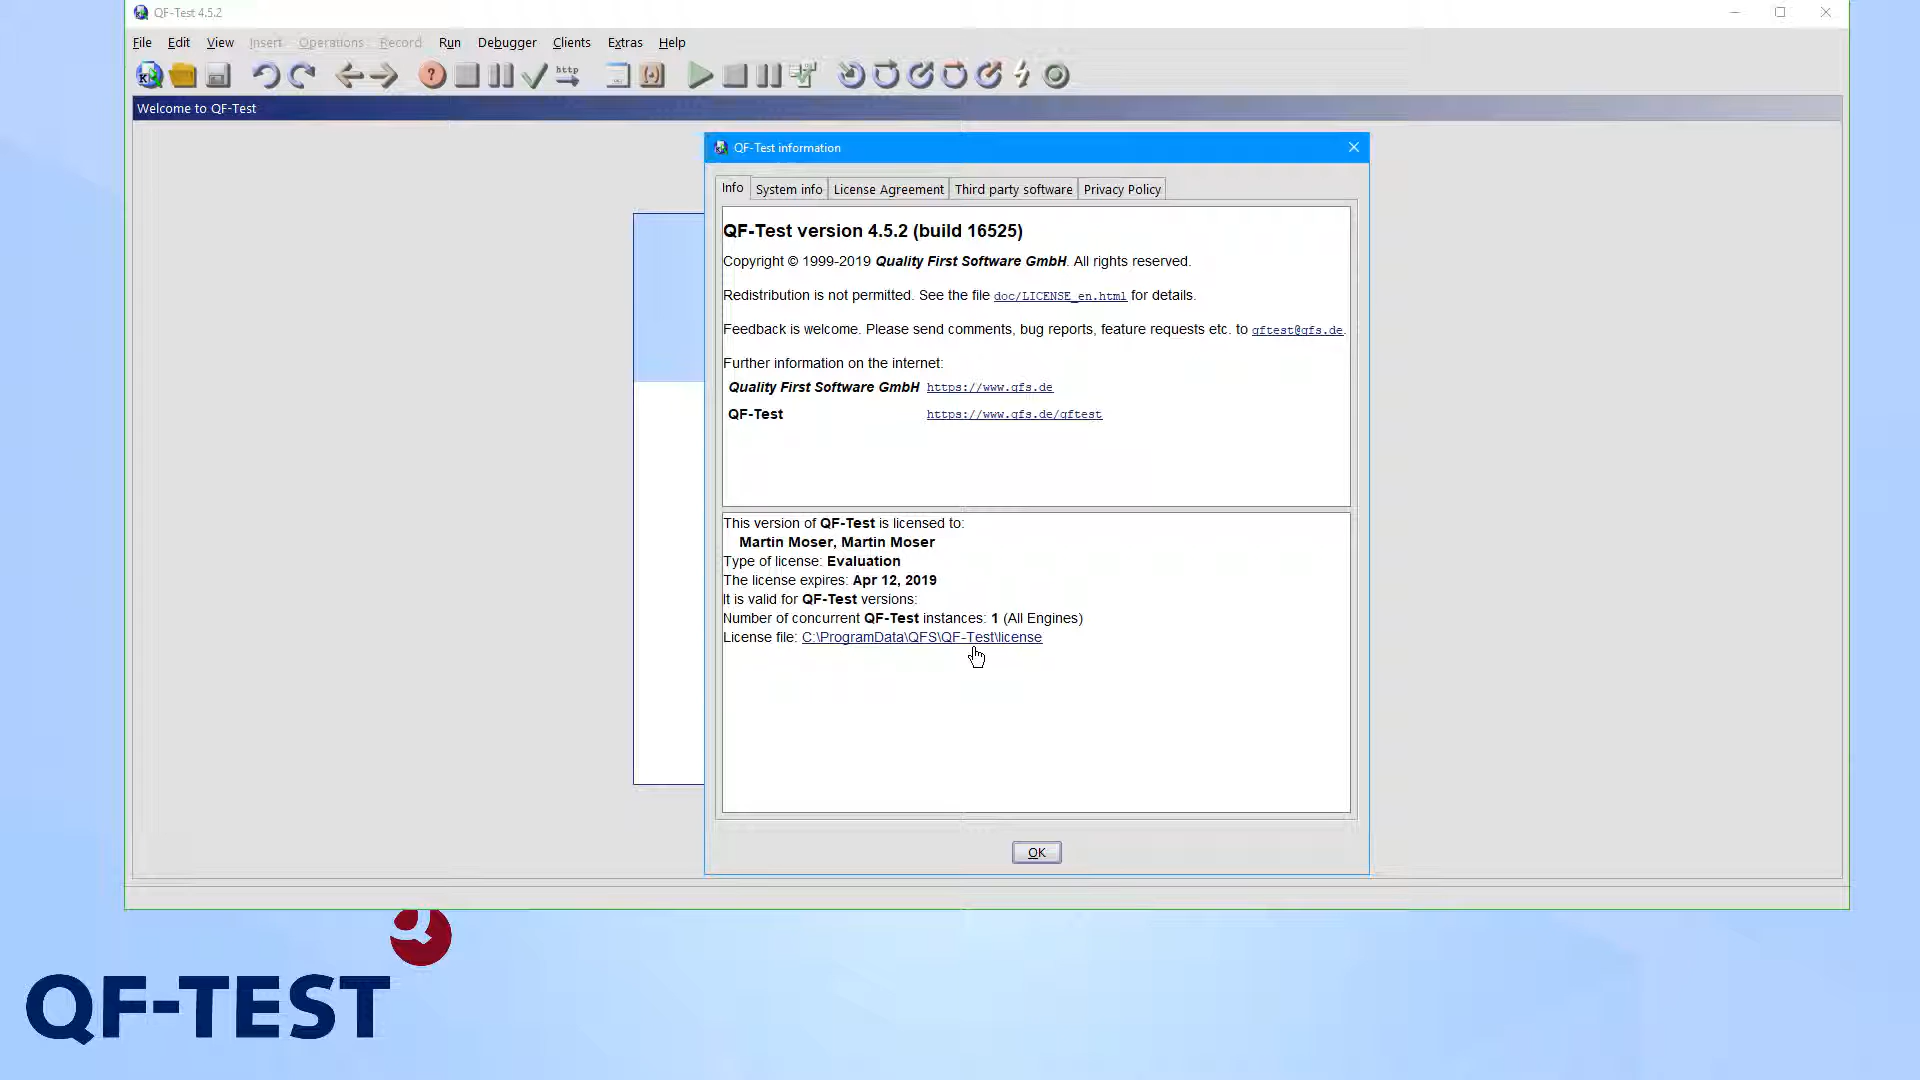 QF-Test 4.5.2
File Edit View Insert Operations Record Run Debugger Clients Extras Help
http
Welcome to QF-Test
QF-Test information
Info System info License Agreement Third party software Privacy Policy
QF-Test version 4.5.2 (build 16525)
Copyright © 1999-2019 Quality First Software GmbH. All rights reserved.
Redistribution is not permitted. See the file doc/LICENSE_en.html for details.
Feedback is welcome. Please send comments, bug reports, feature requests etc. to qftest@qfs.de.
Further information on the internet:
Quality First Software GmbH https://www.qfs.de
QF-Test https://www.qfs.de/qftest
This version of QF-Test is licensed to:
Martin Moser, Martin Moser
Type of license: Evaluation
The license expires: Apr 12, 2019
It is valid for QF-Test versions:
Number of concurrent QF-Test instances: 1 (All Engines)
License file: C:\ProgramData\QFS\QF-Test\license
OK
QF-TEST